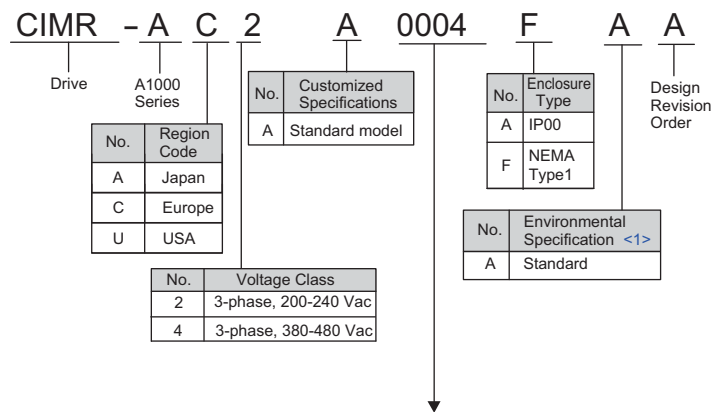 CIMR - A C 2 A 0004 F A A
Drive
A1000
Series
No. Region
Code
A Japan
C Europe
U USA
No. Customized
Specifications
A Standard model
No. Enclosure
Type
A IP00
F NEMA
Type1
Design
Revision
Order
No. Environmental
Specification <1>
A Standard
No. Voltage Class
2 3-phase, 200-240 Vac
4 3-phase, 380-480 Vac